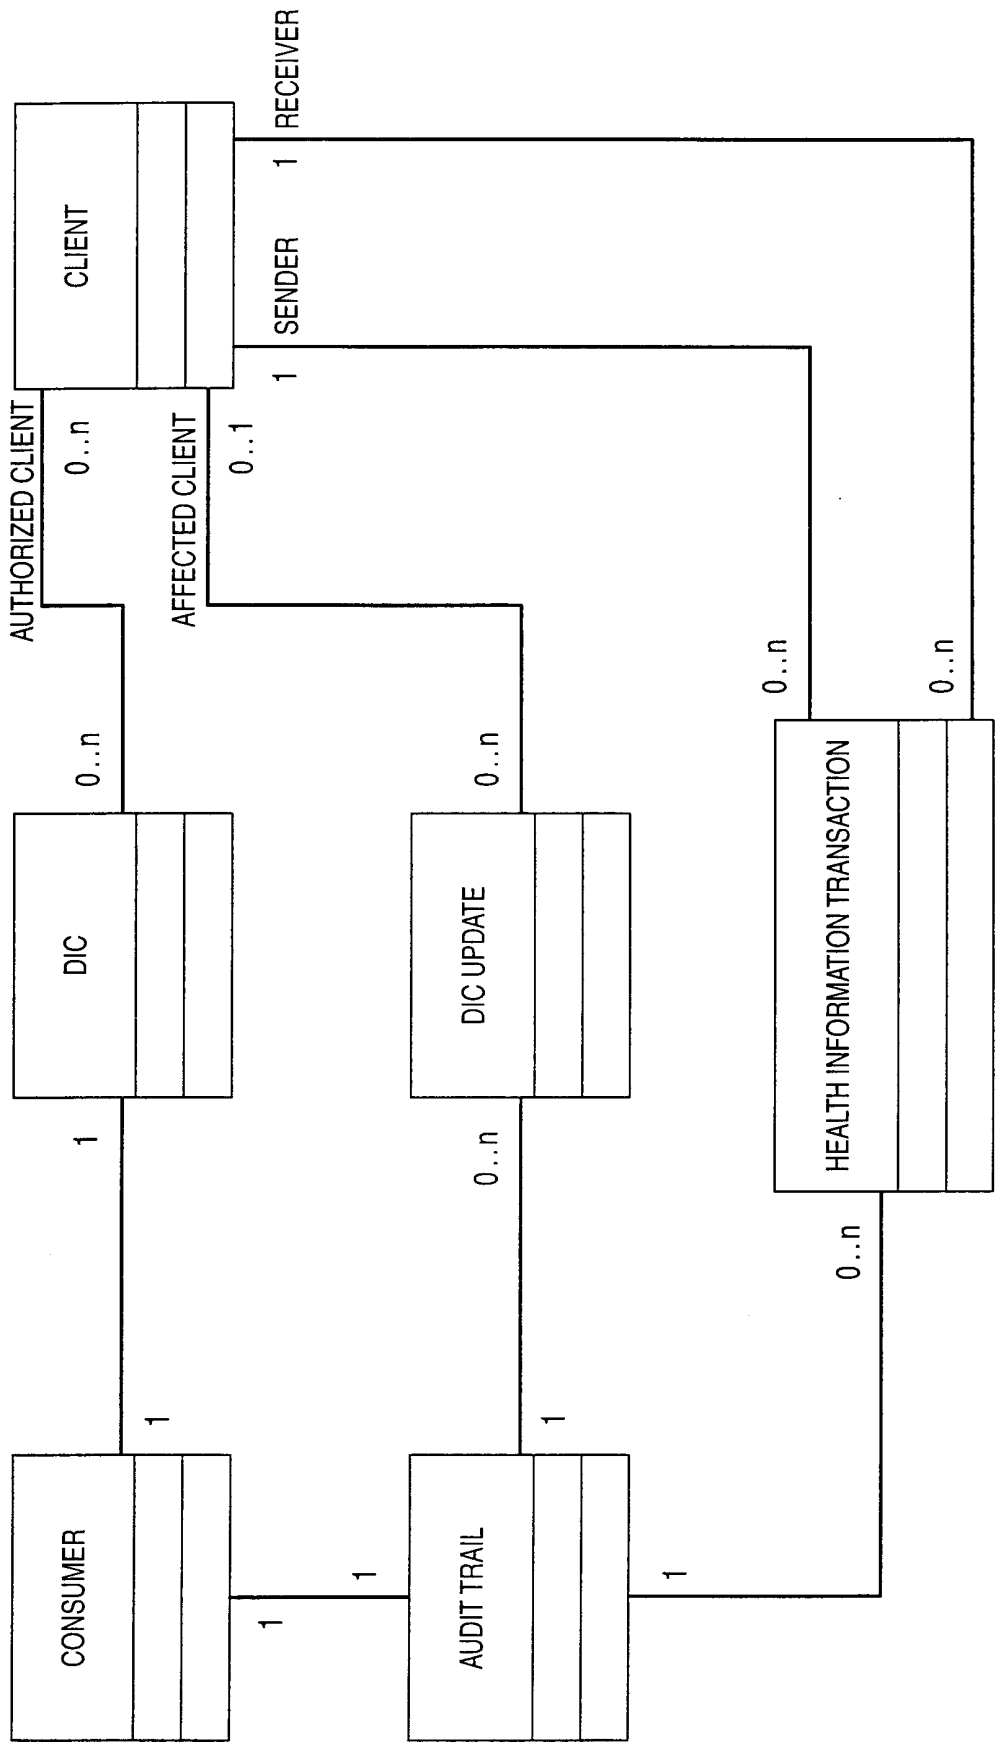 CONSUMER
1
1
DIC
0..n
AUTHORIZED CLIENT
0..n
CLIENT
AFFECTED CLIENT
0..1
1
1
1
SENDER
1
RECEIVER
AUDIT TRAIL
1
0..n
DIC UPDATE
0..n
1
0..n
HEALTH INFORMATION TRANSACTION
0..n
0..n